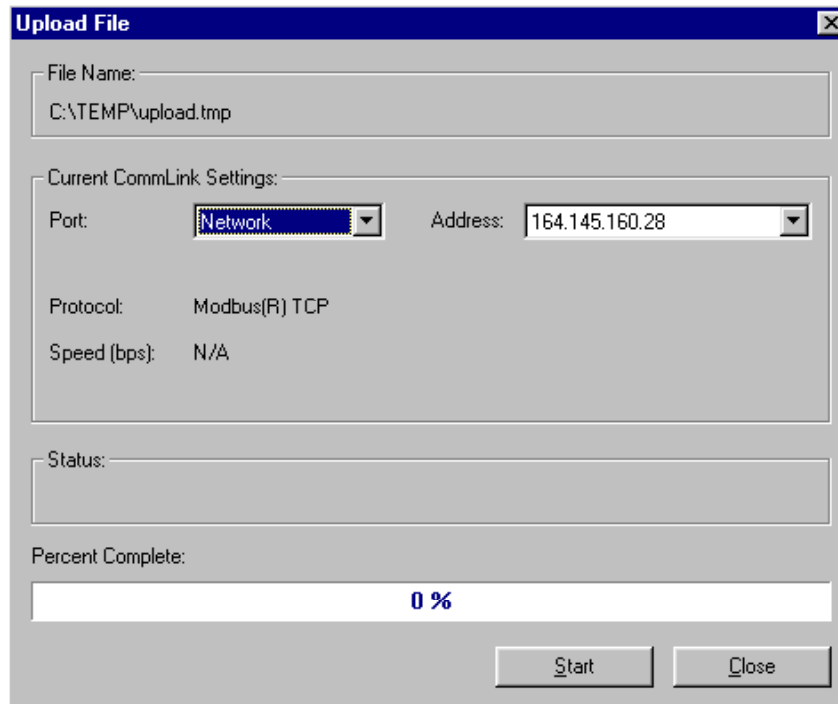 Upload File
File Name:
C:\TEMP\upload.tmp
Current CommLink Settings:
Port: Network Address: 164.145.160.28
Protocol: Modbus(R) TCP
Speed (bps): N/A
Status:
Percent Complete:
0 %
Start Close